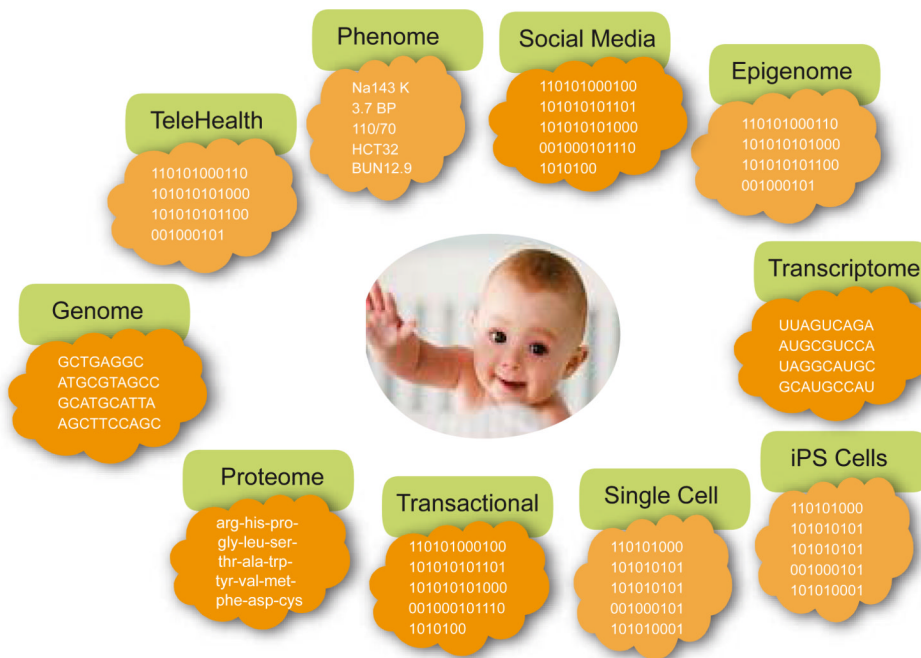 Phenome
Na143 K
3.7 BP
110/70
HCT32
BUN12.9
Social Media
110101000100
101010101101
101010101000
001000101110
1010100
Epigenome
110101000110
101010101000
101010101100
001000101
TeleHealth
110101000110
101010101000
101010101100
001000101
Transcriptome
UUAGUCAGA
AUGCGUCCA
UAGGCAUGC
GCAUGCCAU
Genome
GCTGAGGC
ATGCGTAGCC
GCATGCATTA
AGCTTCCAGC
iPS Cells
110101000
101010101
101010101
001000101
101010001
Proteome
arg-his-pro-
gly-leu-ser-
thr-ala-trp-
tyr-val-met-
phe-asp-cys
Transactional
110101000100
101010101101
101010101000
001000101110
1010100
Single Cell
110101000
101010101
101010101
001000101
101010001